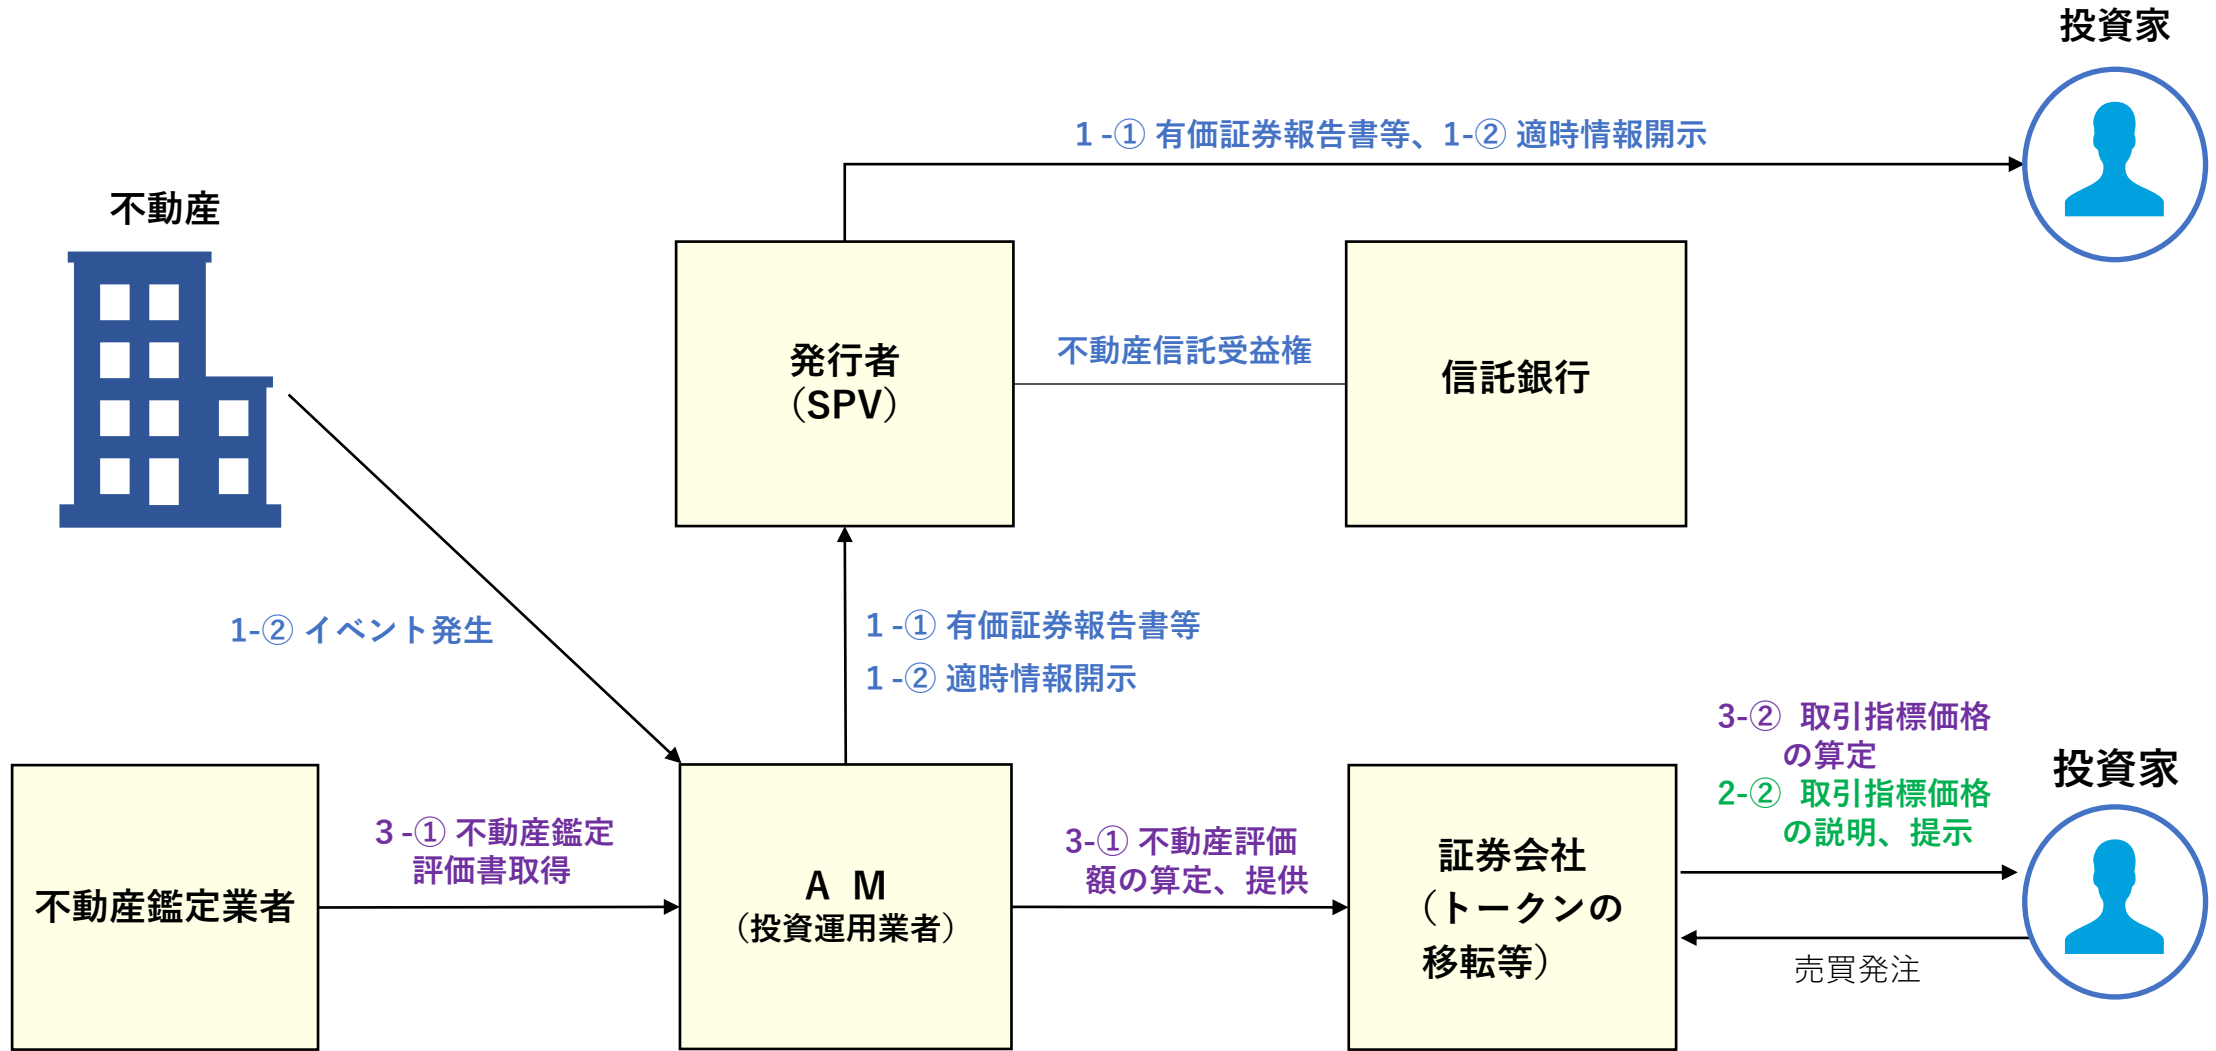 投資家
1 -① 有価証券報告書等、1-② 適時情報開示
不動産
発行者
（SPV）
不動産信託受益権
信託銀行
1-② イベント発生
1 -① 有価証券報告書等
1 -② 適時情報開示
3-② 取引指標価格
の算定
2-② 取引指標価格
の説明、提示
投資家
不動産鑑定業者
3 -① 不動産鑑定
評価書取得
A M
（投資運用業者）
3-① 不動産評価
額の算定、提供
証券会社
（トークンの
移転等）
売買発注